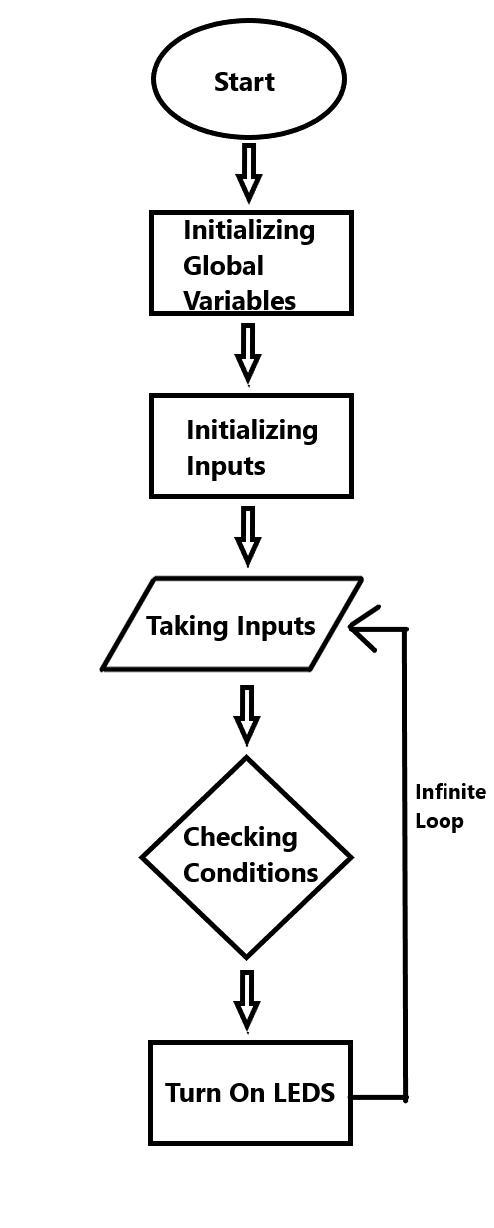 Start
Initializing
Global
Variables
Initializing
Inputs
Taking Inputs
Infinite
Loop
Checking
Conditions
Turn On LEDS